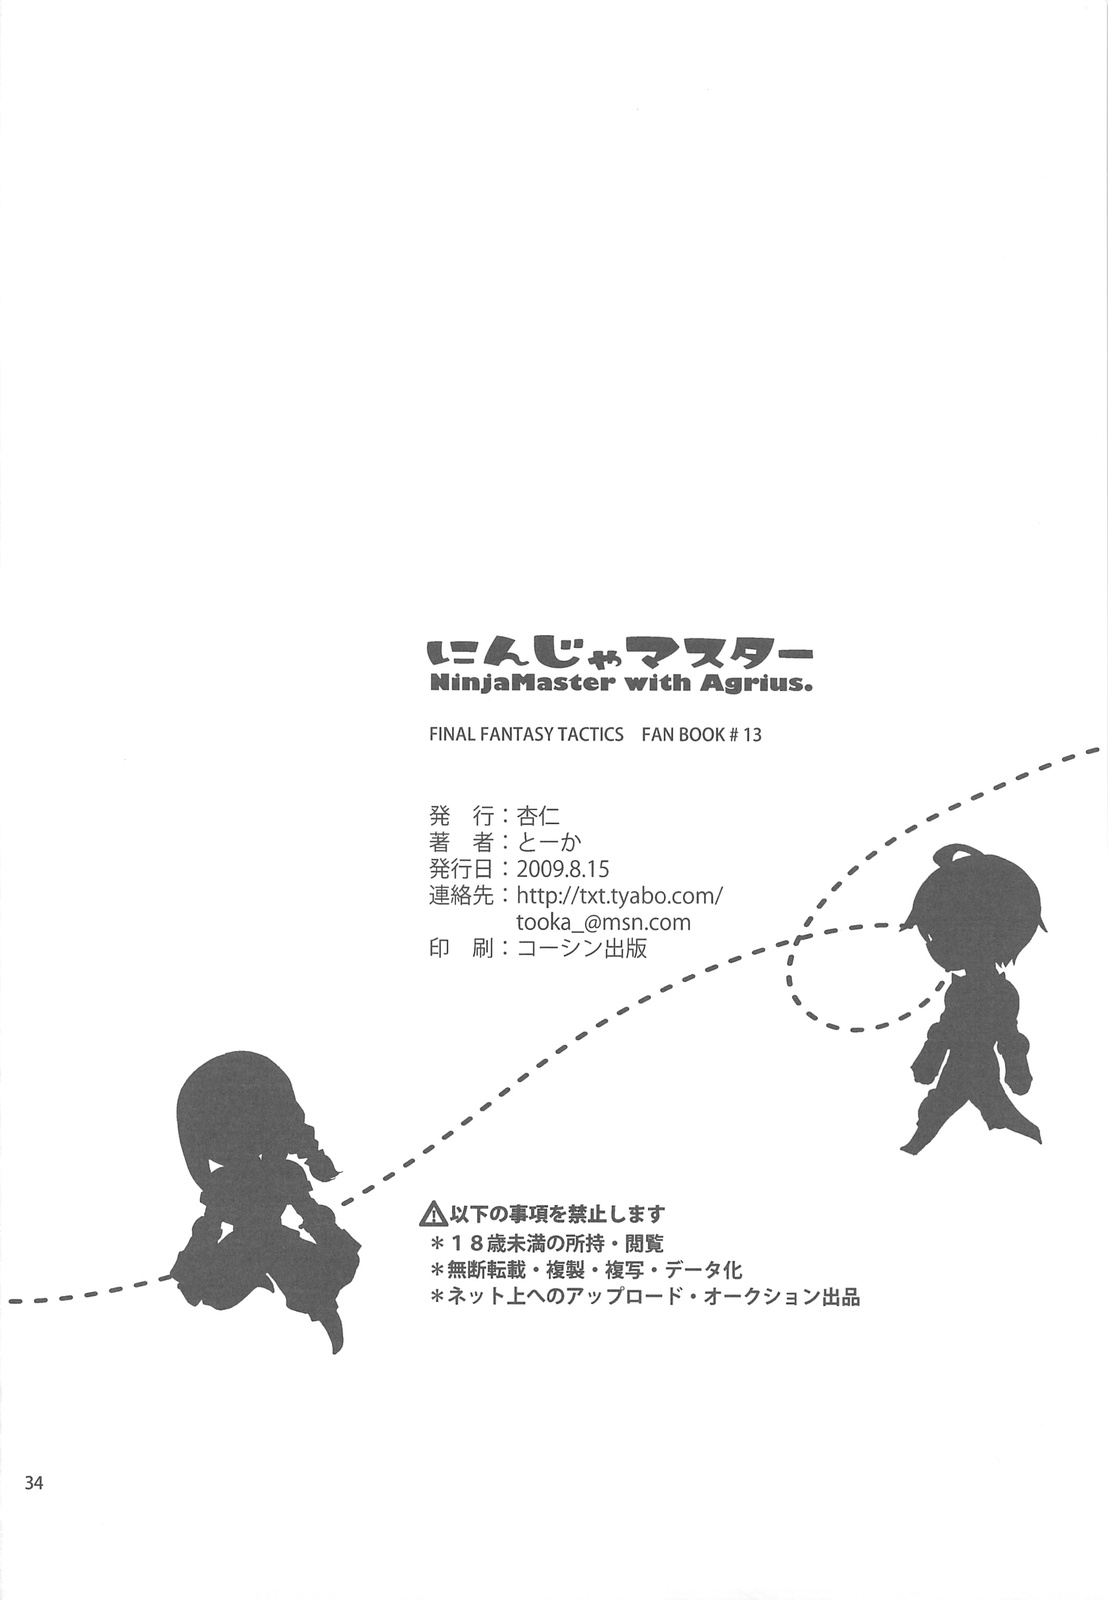 にんじゃマスター
NinjaMaster with Agrius.
FINAL FANTASY TACTICS　FAN BOOK # 13
発　行：杏仁
著　者：とーか
発行日：2009.8.15
連絡先：http://txt.tyabo.com/
tooka_@msn.com
印　刷：コーシン出版
⚠以下の事項を禁止します
＊１８歳未満の所持・閲覧
＊無断転載・複製・複写・データ化
＊ネット上へのアップロード・オークション出品
34